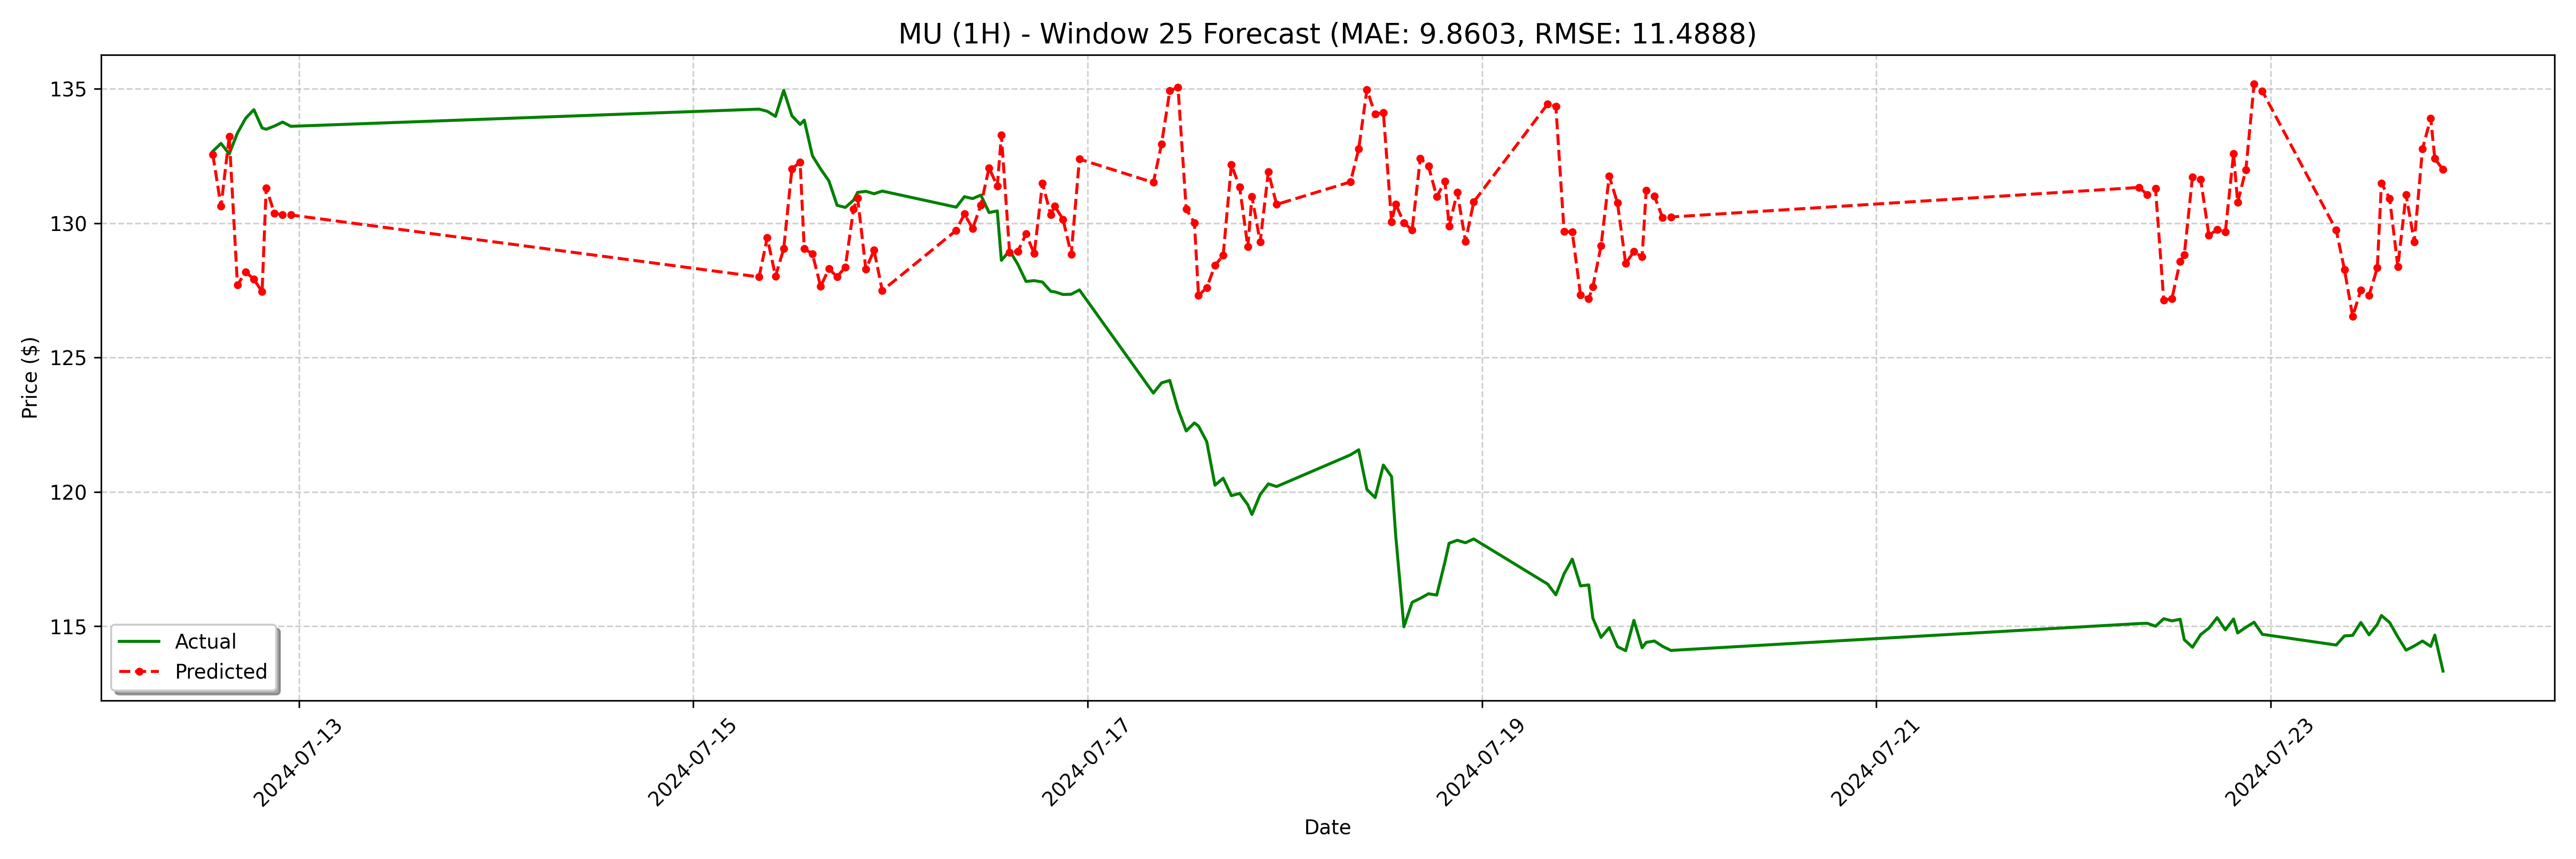 MU (1H) - Window 25 Forecast (MAE: 9.8603, RMSE: 11.4888)
Price ($)
135
130
125
120
115
Actual
Predicted
2024-07-13
2024-07-15
2024-07-17
2024-07-19
2024-07-21
2024-07-23
Date